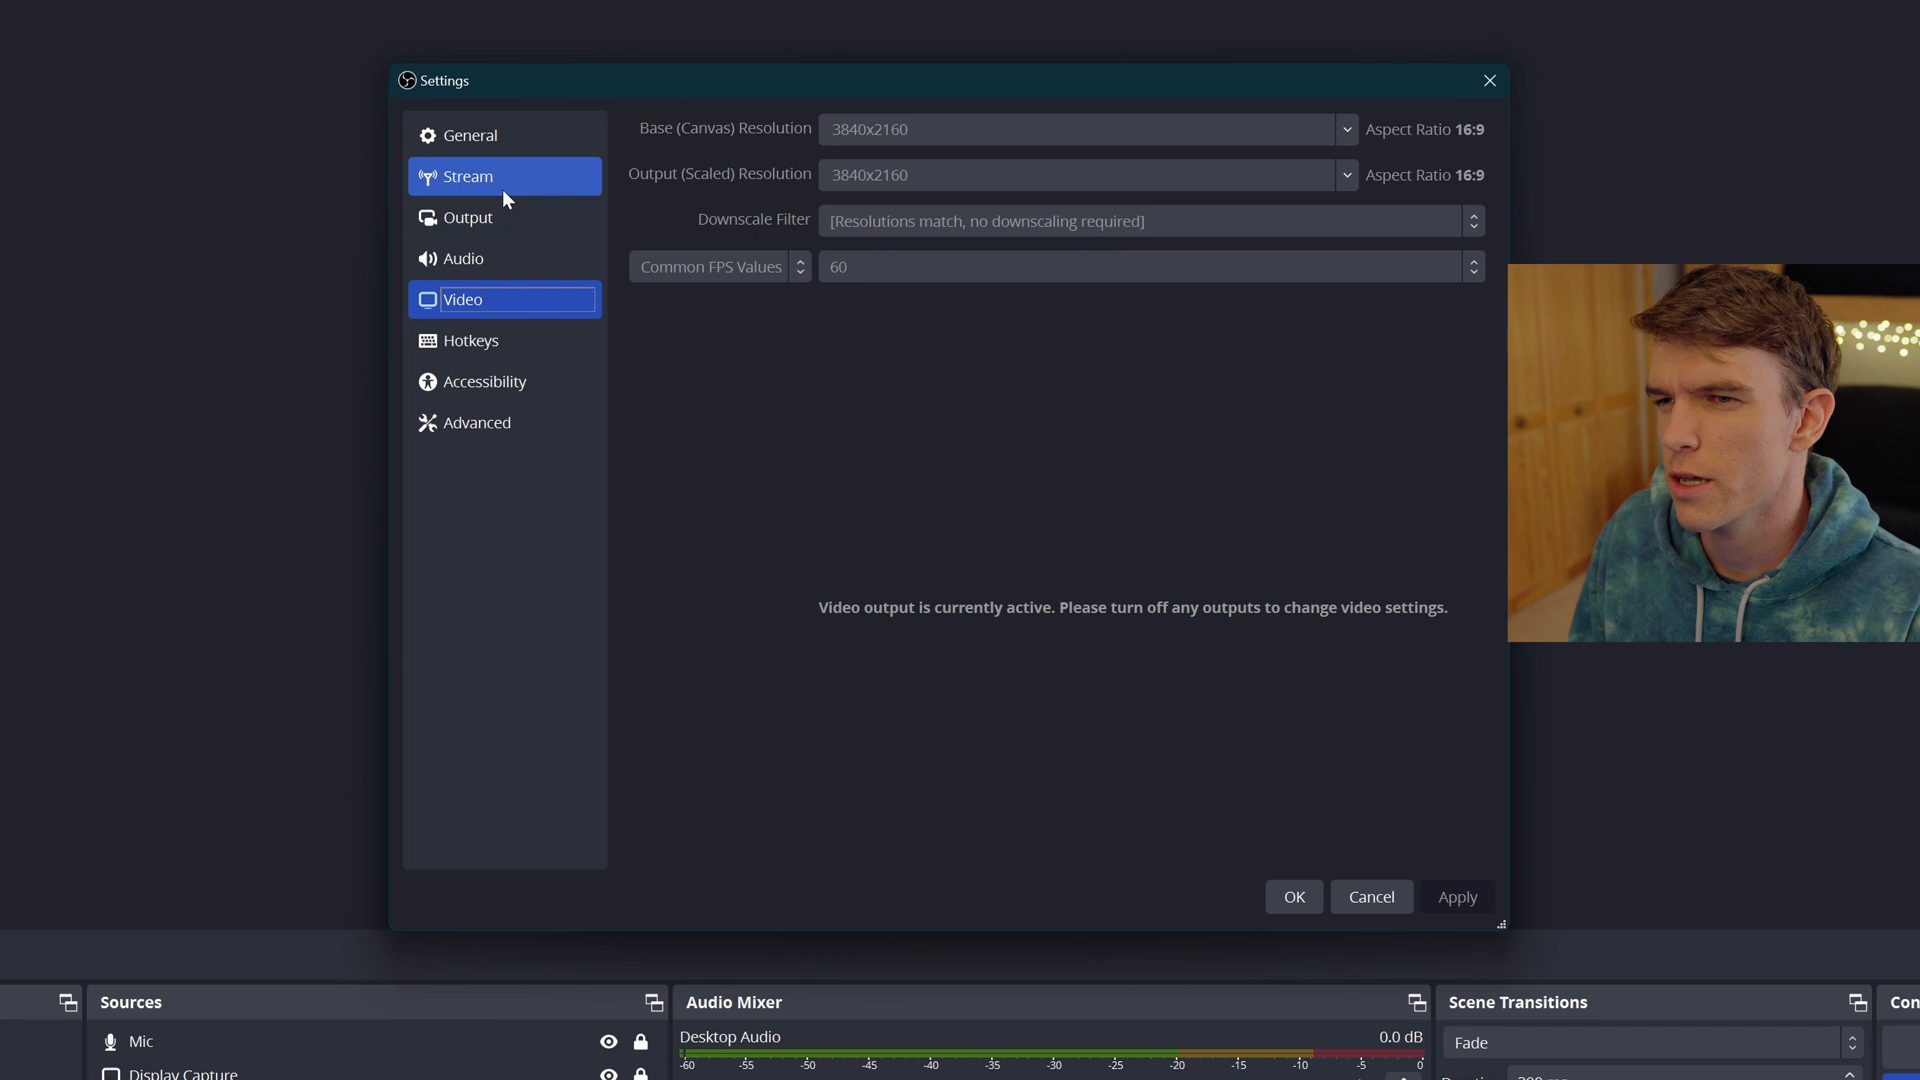 Settings
General
Stream
Output
Audio
Video
Hotkeys
Accessibility
Advanced
Base (Canvas) Resolution 3840x2160 Aspect Ratio 16:9
Output (Scaled) Resolution 3840x2160 Aspect Ratio 16:9
Downscale Filter [Resolutions match, no downscaling required]
Common FPS Values 60
Video output is currently active. Please turn off any outputs to change video settings.
OK Cancel Apply
Sources
Mic
Display Capture
Audio Mixer
Desktop Audio 0.0 dB
-60 -55 -50 -45 -40 -35 -30 -25 -20 -15 -10 -5 0
Scene Transitions
Fade
Con